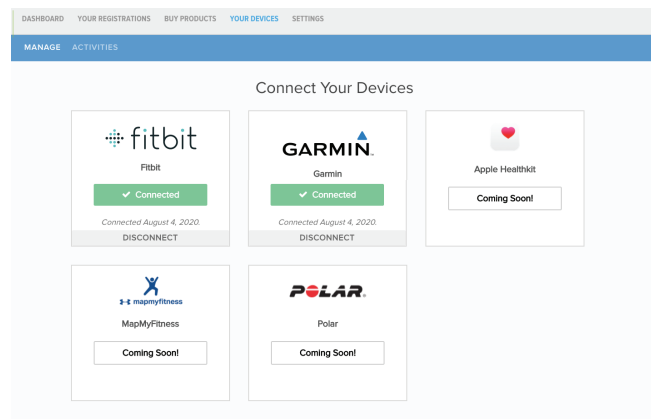 DASHBOARD YOUR REGISTRATIONS BUY PRODUCTS YOUR DEVICES SETTINGS
MANAGE ACTIVITIES
Connect Your Devices
fitbit
Fitbit
Connected
Connected August 4, 2020.
DISCONNECT
GARMIN.
Garmin
Connected
Connected August 4, 2020.
DISCONNECT
Apple Healthkit
Coming Soon!
mapmyfitness
MapMyFitness
Coming Soon!
POLAR.
Polar
Coming Soon!